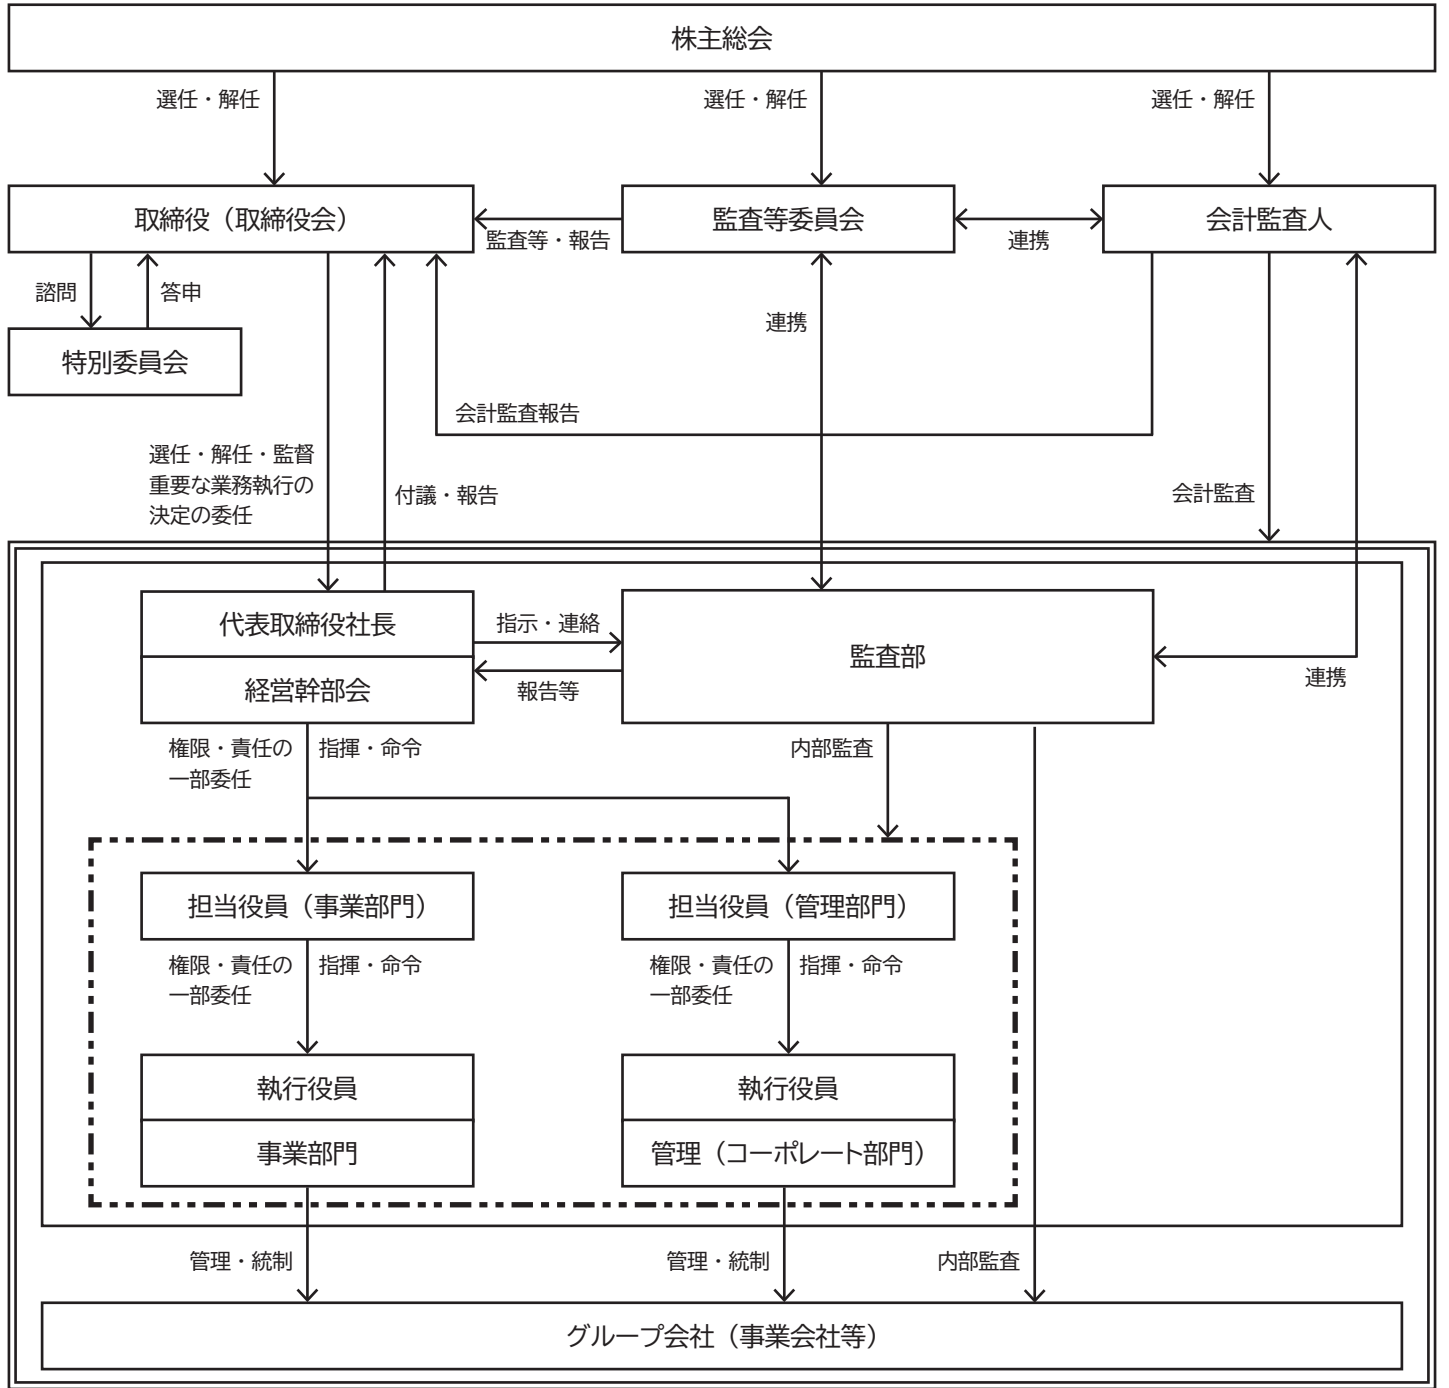 株主総会
選任・解任
選任・解任
選任・解任
取締役（取締役会）
監査等委員会
会計監査人
監査等・報告
連携
諮問
答申
連携
特別委員会
会計監査報告
選任・解任・監督
重要な業務執行の
決定の委任
付議・報告
会計監査
代表取締役社長
指示・連絡
監査部
経営幹部会
報告等
連携
権限・責任の
一部委任
指揮・命令
内部監査
担当役員（事業部門）
担当役員（管理部門）
権限・責任の
一部委任
指揮・命令
権限・責任の
一部委任
指揮・命令
執行役員
事業部門
執行役員
管理（コーポレート部門）
管理・統制
管理・統制
内部監査
グループ会社（事業会社等）